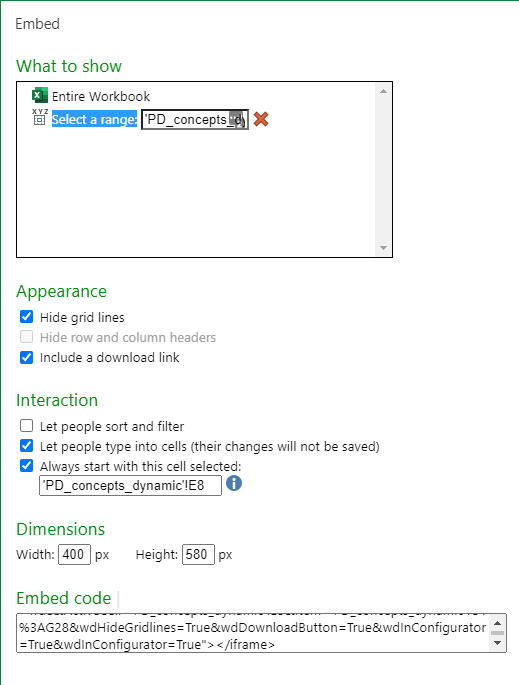 Embed
What to show
Entire Workbook
XYZ
Select a range: 'PD_concepts_d
Appearance
Hide grid lines
Hide row and column headers
Include a download link
Interaction
Let people sort and filter
Let people type into cells (their changes will not be saved)
Always start with this cell selected:
'PD_concepts_dynamic'!E8
Dimensions
Width: 400 px Height: 580 px
Embed code
%3AG28&wdHideGridlines=True&wdDownloadButton=True&wdInConfigurator
=True&wdInConfigurator=True"></iframe>